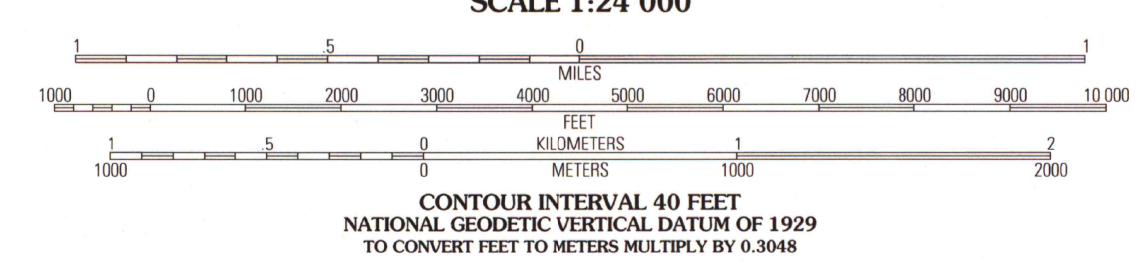 SCALE 1:24 000
1 .5 0 1
MILES
1000 0 1000 2000 3000 4000 5000 6000 7000 8000 9000 10 000
FEET
1 .5 0 KILOMETERS 1 2
1000 0 METERS 1000 2000
CONTOUR INTERVAL 40 FEET
NATIONAL GEODETIC VERTICAL DATUM OF 1929
TO CONVERT FEET TO METERS MULTIPLY BY 0.3048